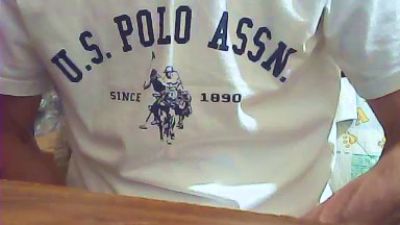 U.S. POLO ASSN.
SINCE 1890